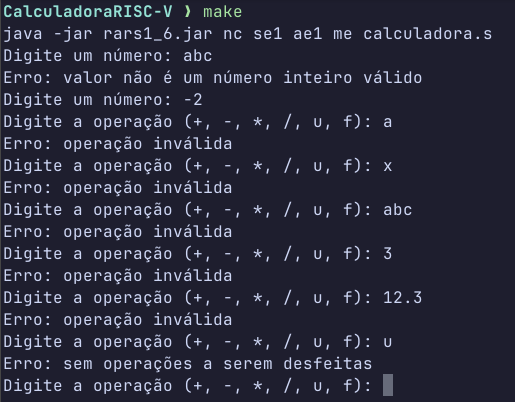 CalculadoraRISC-V ❯ make
java -jar rars1_6.jar nc se1 ae1 me calculadora.s
Digite um número: abc
Erro: valor não é um número inteiro válido
Digite um número: -2
Digite a operação (+, -, *, /, u, f): a
Erro: operação inválida
Digite a operação (+, -, *, /, u, f): x
Erro: operação inválida
Digite a operação (+, -, *, /, u, f): abc
Erro: operação inválida
Digite a operação (+, -, *, /, u, f): 3
Erro: operação inválida
Digite a operação (+, -, *, /, u, f): 12.3
Erro: operação inválida
Digite a operação (+, -, *, /, u, f): u
Erro: sem operações a serem desfeitas
Digite a operação (+, -, *, /, u, f):